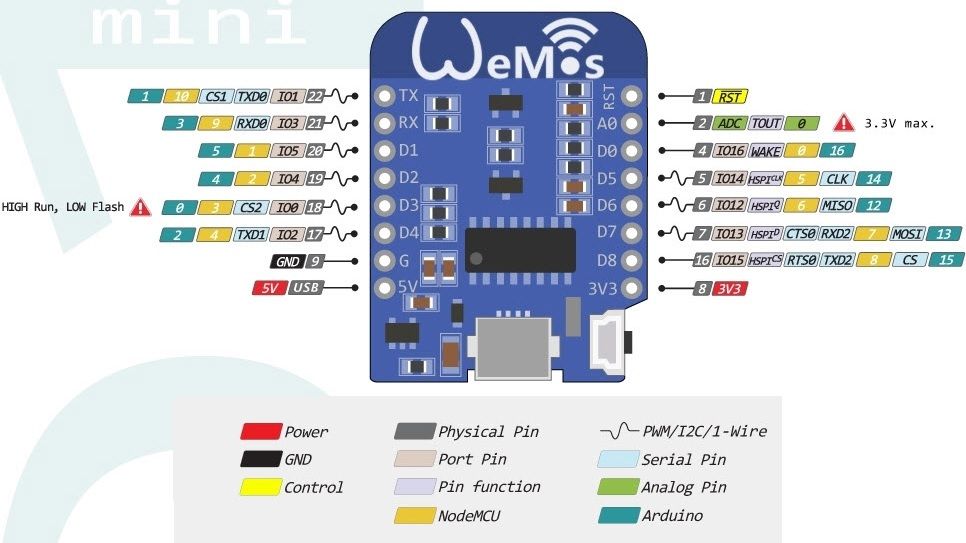 mini
WeMos
1 10 CS1 TXD0 IO1 22 TX
3 9 RXD0 IO3 21 RX
5 1 IO5 20 D1
4 2 IO4 19 D2
HIGH Run, LOW Flash 0 3 CS2 IO0 18 D3
2 4 TXD1 IO2 17 D4
GND 9 G
5V USB 5V
RST 1 RST
A0 2 ADC TOUT 0 3.3V max.
D0 4 IO16 WAKE 0 16
D5 5 IO14 HSPICLK 5 CLK 14
D6 6 IO12 HSPIQ 6 MISO 12
D7 7 IO13 HSPID CTS0 RXD2 7 MOSI 13
D8 16 IO15 HSPICS RTS0 TXD2 8 CS 15
3V3 8 3V3
Power
GND
Control
Physical Pin
Port Pin
Pin function
NodeMCU
PWM/I2C/1-Wire
Serial Pin
Analog Pin
Arduino